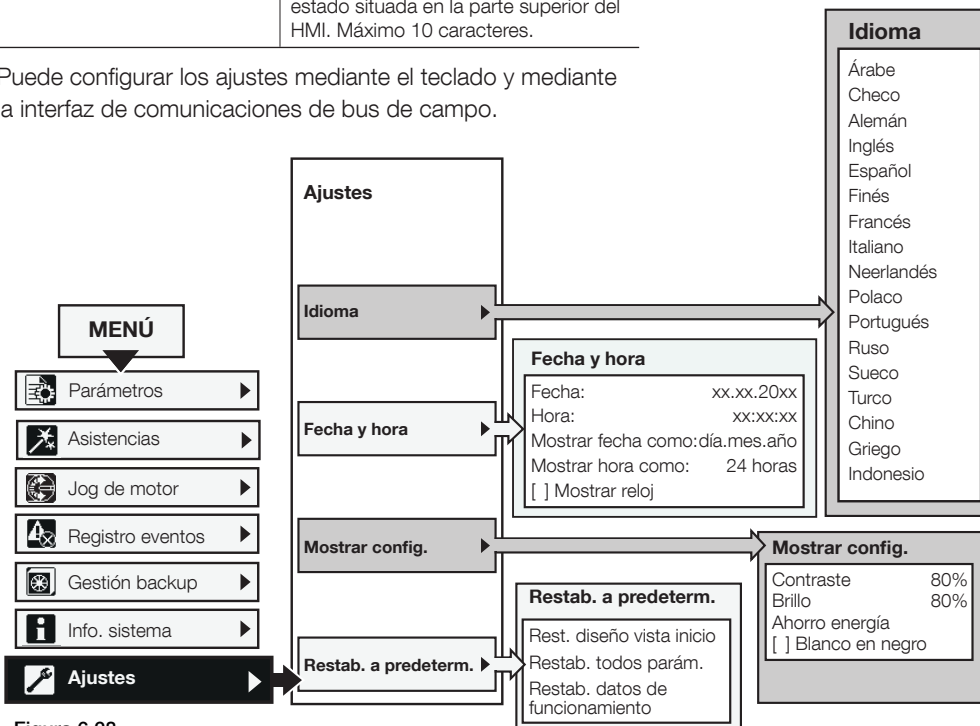 estado situada en la parte superior del
HMI. Máximo 10 caracteres.
Puede configurar los ajustes mediante el teclado y mediante
a interfaz de comunicaciones de bus de campo.
MENÚ
Parámetros
Asistencias
Jog de motor
Registro eventos
Gestión backup
Info. sistema
Ajustes
Ajustes
Idioma
Fecha y hora
Mostrar config.
Restab. a predeterm.
Idioma
Árabe
Checo
Alemán
Inglés
Español
Finés
Francés
Italiano
Neerlandés
Polaco
Portugués
Ruso
Sueco
Turco
Chino
Griego
Indonesio
Fecha y hora
Fecha: xx.xx.20xx
Hora: xx:xx:xx
Mostrar fecha como:día.mes.año
Mostrar hora como: 24 horas
[ ] Mostrar reloj
Mostrar config.
Contraste 80%
Brillo 80%
Ahorro energía
[ ] Blanco en negro
Restab. a predeterm.
Rest. diseño vista inicio
Restab. todos parám.
Restab. datos de
funcionamiento